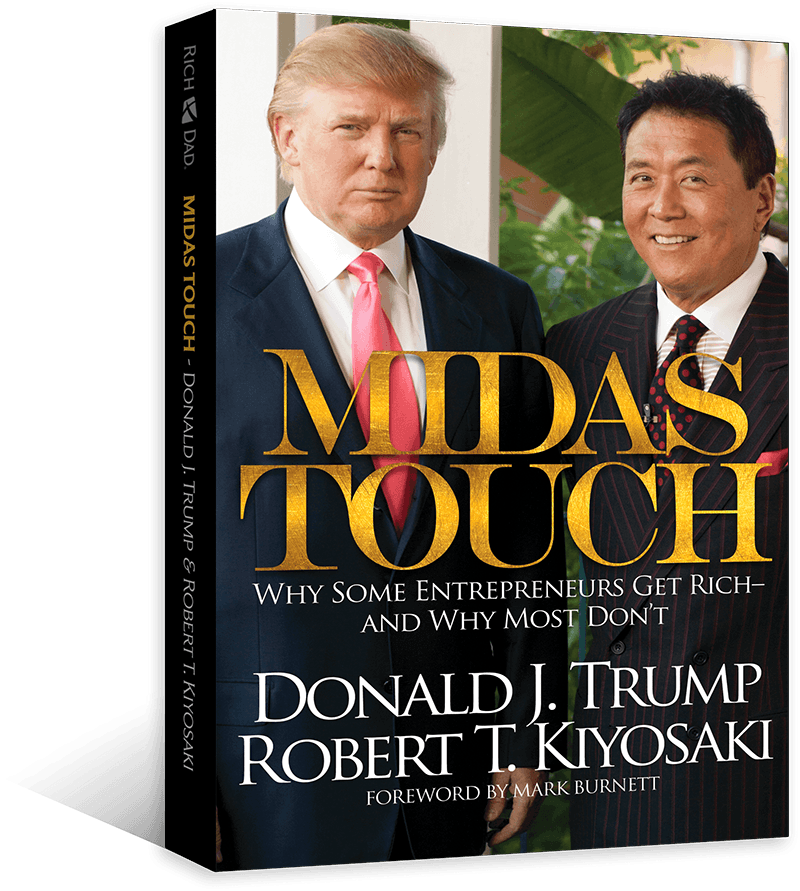 RICH DAD.
MIDAS TOUCH - DONALD J. TRUMP & ROBERT T. KIYOSAKI
MIDAS
TOUCH
WHY SOME ENTREPRENEURS GET RICH–
AND WHY MOST DON'T
DONALD J. TRUMP
ROBERT T. KIYOSAKI
FOREWORD BY MARK BURNETT